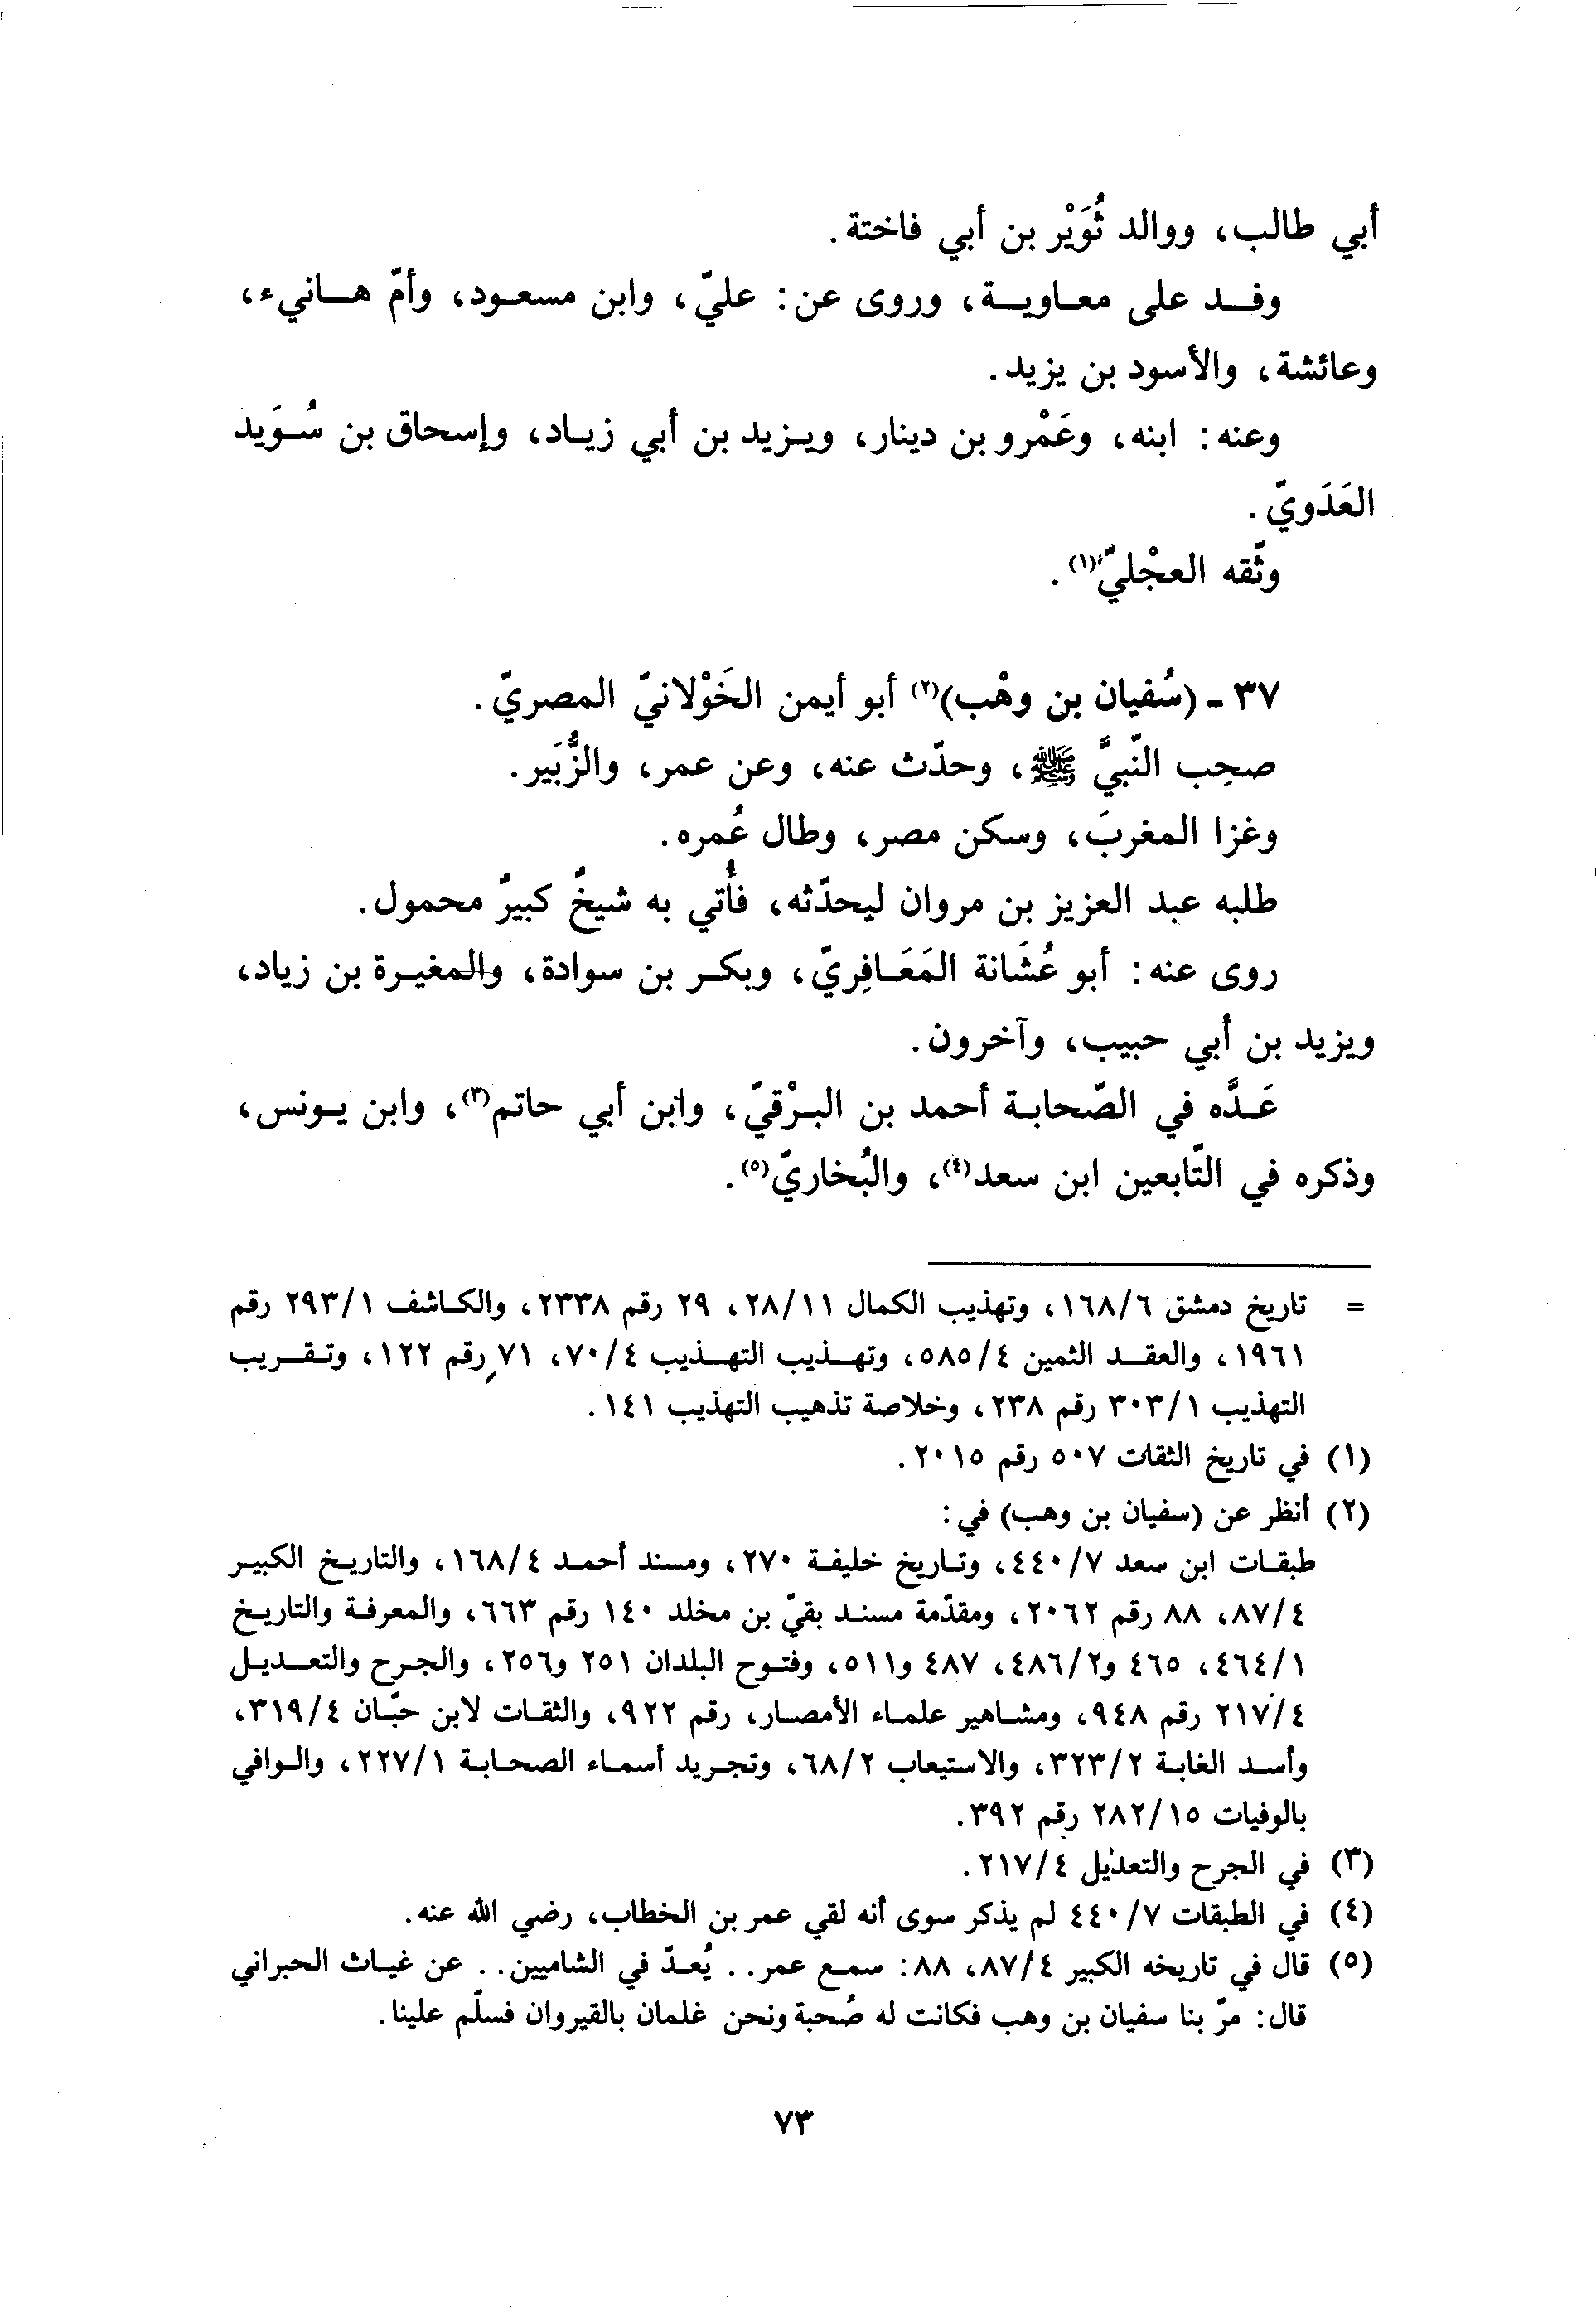 أبي طالب، ووالد ثُوَيْر بن أبي فاختة.
وفد على معاوية، وروى عن: عليّ، وابن مسعود، وأمّ هانيء،
وعائشة، والأسود بن يزيد.
وعنه: ابنه، وعَمْرو بن دينار، ويزيد بن أبي زياد، وإسحاق بن سُوَيد
العَدَويّ.
وثّقه العجْليّ(١).
٣٧ - (سُفيان بن وهْب)(٢) أبو أيمن الخَوْلانيّ المصريّ.
صحِب النّبيَّ ﷺ، وحدّث عنه، وعن عمر، والزُّبَير.
وغزا المغربَ، وسكن مصر، وطال عُمره.
طلبه عبد العزيز بن مروان ليحدّثه، فأُتي به شيخٌ كبيرٌ محمول.
روى عنه: أبو عُشَانة المَعَافِريّ، وبكر بن سوادة، والمغيرة بن زياد،
ويزيد بن أبي حبيب، وآخرون.
عَدَّه في الصّحابة أحمد بن البرْقيّ، وابن أبي حاتم(٣)، وابن يونس،
وذكره في التّابعين ابن سعد(٤)، والبُخاريّ(٥).
= تاريخ دمشق ٦/١٦٨، وتهذيب الكمال ١١/٢٨، ٢٩ رقم ٢٣٣٨، والكاشف ١/٢٩٣ رقم
١٩٦١، والعقد الثمين ٤/٥٨٥، وتهذيب التهذيب ٤/٧٠، ٧١ رقم ١٢٢، وتقريب
التهذيب ١/٣٠٣ رقم ٢٣٨، وخلاصة تذهيب التهذيب ١٤١.
(١) في تاريخ الثقات ٥٠٧ رقم ٢٠١٥.
(٢) أنظر عن (سفيان بن وهب) في:
طبقات ابن سعد ٧/٤٤٠، وتاريخ خليفة ٢٧٠، ومسند أحمد ٤/١٦٨، والتاريخ الكبير
٤/٨٧، ٨٨ رقم ٢٠٦٢، ومقدّمة مسند بقيّ بن مخلد ١٤٠ رقم ٦٦٣، والمعرفة والتاريخ
١/٤٦٤، ٤٦٥ و٢/٤٨٦، ٤٨٧ و٥١١، وفتوح البلدان ٢٥١ و٢٥٦، والجرح والتعديل
٤/٢١٧ رقم ٩٤٨، ومشاهير علماء الأمصار، رقم ٩٢٢، والثقات لابن حبّان ٤/٣١٩،
وأسد الغابة ٢/٣٢٣، والاستيعاب ٢/٦٨، وتجريد أسماء الصحابة ١/٢٢٧، والوافي
بالوفيات ١٥/٢٨٢ رقم ٣٩٢.
(٣) في الجرح والتعديل ٤/٢١٧.
(٤) في الطبقات ٧/٤٤٠ لم يذكر سوى أنه لقي عمر بن الخطاب، رضي الله عنه.
(٥) قال في تاريخه الكبير ٤/٨٧، ٨٨: سمع عمر.. يُعدّ في الشاميين.. عن غياث الحبراني
قال: مرّ بنا سفيان بن وهب فكانت له صُحبة ونحن غلمان بالقيروان فسلّم علينا.
٧٣